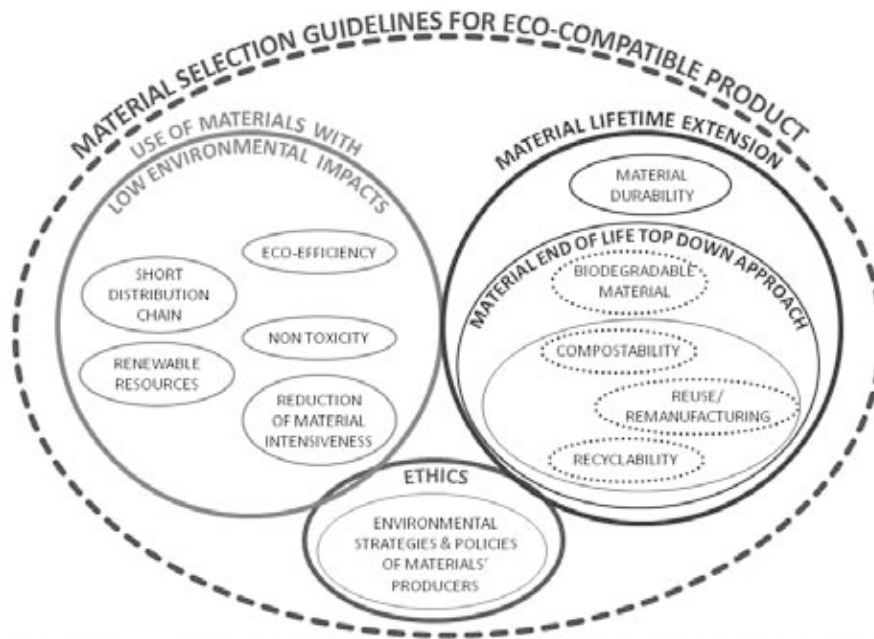 MATERIAL SELECTION GUIDELINES FOR ECO-COMPATIBLE PRODUCT
USE OF MATERIALS WITH
LOW ENVIRONMENTAL IMPACTS
ECO-EFFICIENCY
SHORT
DISTRIBUTION
CHAIN
NON TOXICITY
RENEWABLE
RESOURCES
REDUCTION
OF MATERIAL
INTENSIVENESS
MATERIAL LIFETIME EXTENSION
MATERIAL
DURABILITY
MATERIAL END OF LIFE TOP DOWN APPROACH
BIODEGRADABLE
MATERIAL
COMPOSTABILITY
REUSE/
REMANUFACTURING
RECYCLABILITY
ETHICS
ENVIRONMENTAL
STRATEGIES & POLICIES
OF MATERIALS'
PRODUCERS